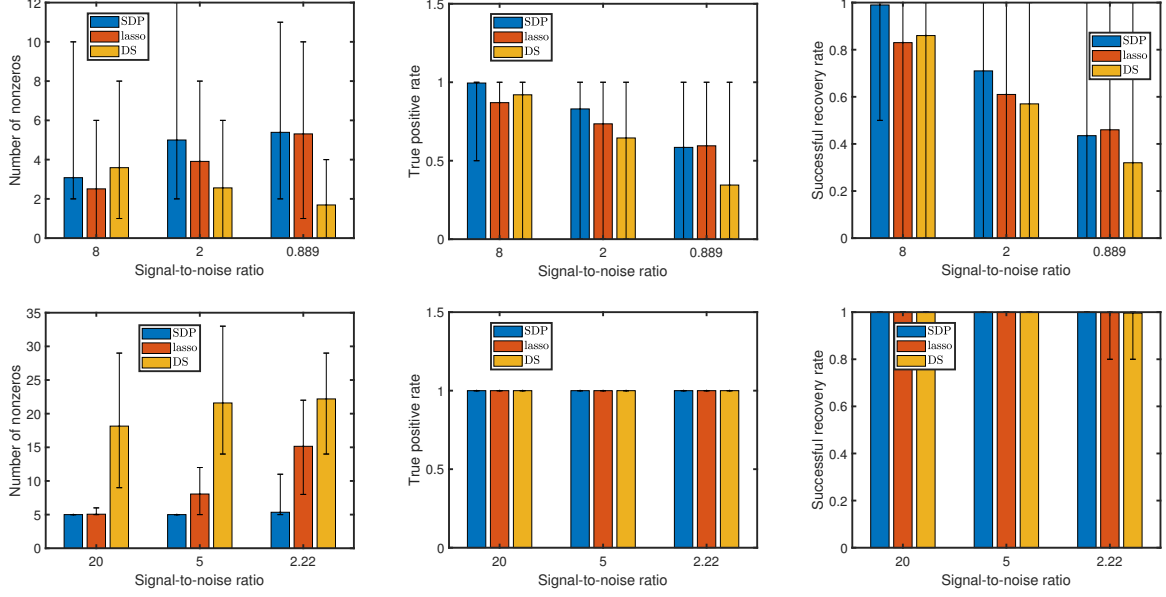 Number of nonzeros
12
10
8
6
4
2
0
SDP
lasso
DS
8
2
0.889
Signal-to-noise ratio
True positive rate
1.5
1
0.5
0
SDP
lasso
DS
8
2
0.889
Signal-to-noise ratio
Successful recovery rate
1
0.8
0.6
0.4
0.2
0
SDP
lasso
DS
8
2
0.889
Signal-to-noise ratio
Number of nonzeros
35
30
25
20
15
10
5
0
SDP
lasso
DS
20
5
2.22
Signal-to-noise ratio
True positive rate
1.5
1
0.5
0
SDP
lasso
DS
20
5
2.22
Signal-to-noise ratio
Successful recovery rate
1
0.8
0.6
0.4
0.2
0
SDP
lasso
DS
20
5
2.22
Signal-to-noise ratio